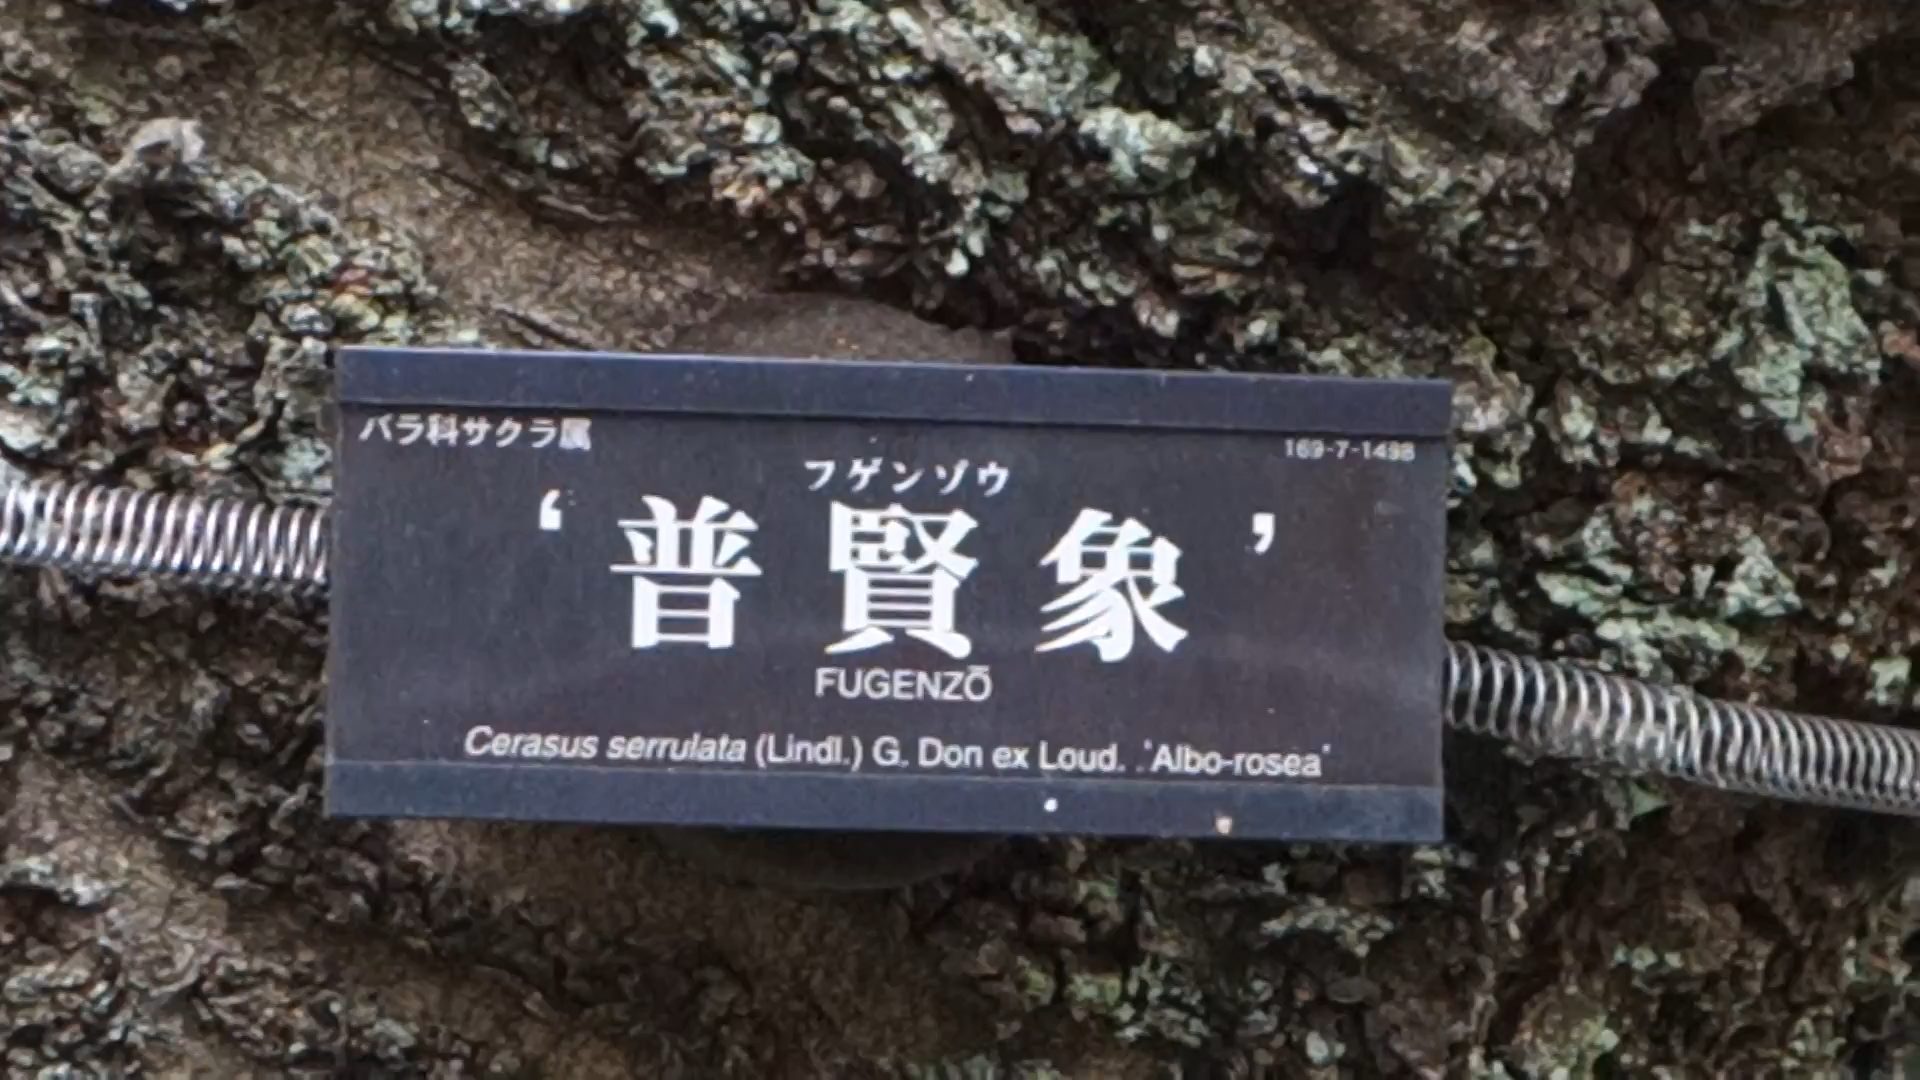 バラ科サクラ属
169-7-1498
フゲンゾウ
‘普賢象’
FUGENZŌ
Cerasus serrulata (Lindl.) G. Don ex Loud. .‘Albo-rosea’